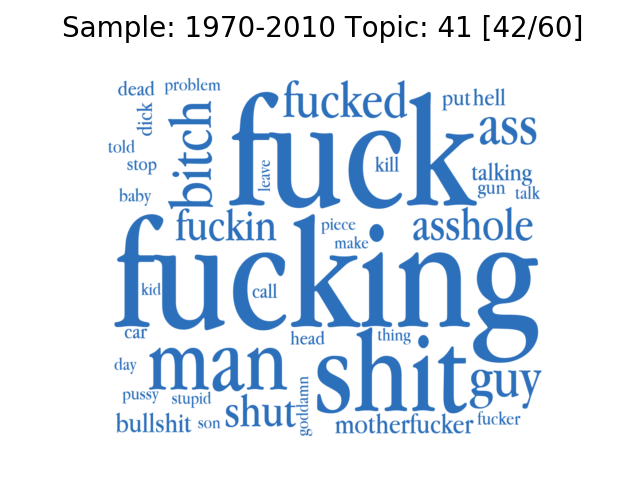 Sample: 1970-2010 Topic: 41 [42/60]
dead
problem
fucked
put
hell
dick
bitch
fuck
ass
told
stop
leave
kill
talking
gun
talk
baby
fuckin
piece
make
asshole
fucking
kid
call
car
head
thing
day
man
shit
guy
pussy
stupid
goddamn
bullshit
son
shut
motherfucker
fucker